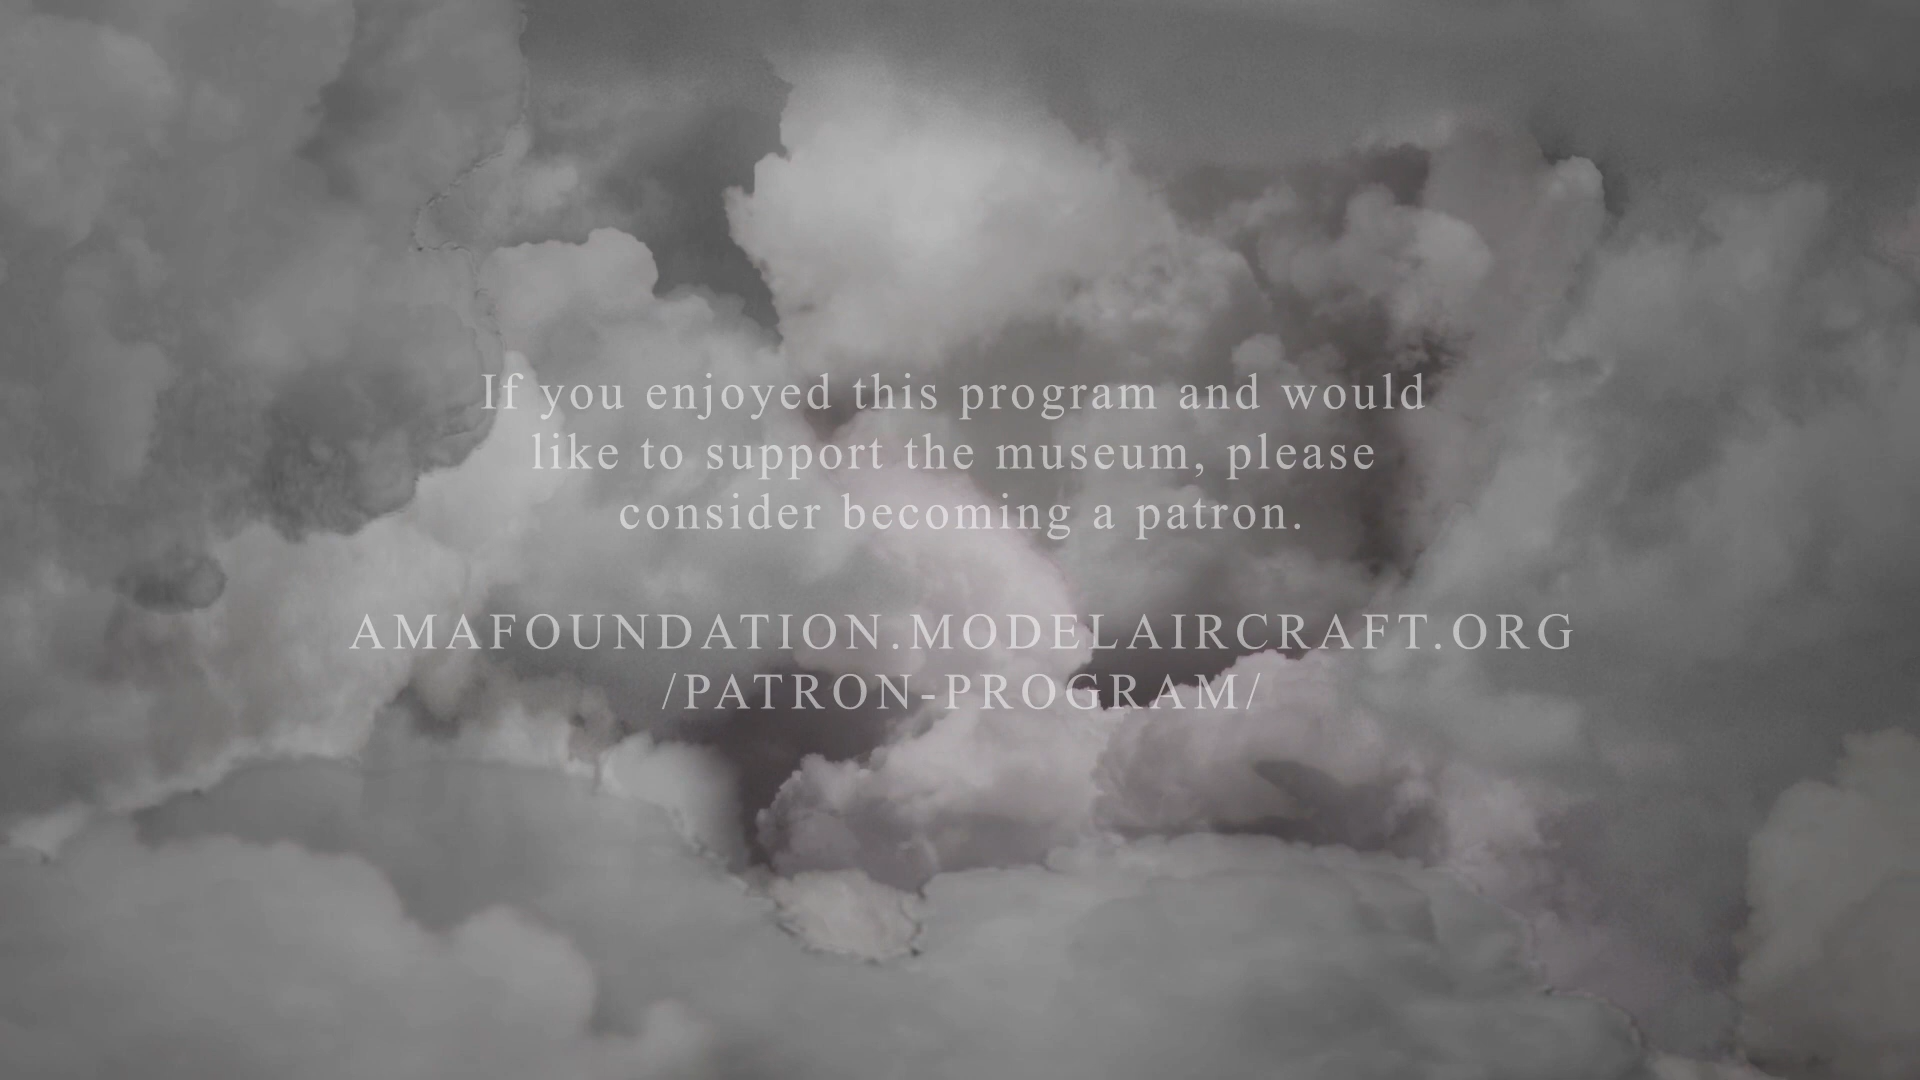 If you enjoyed this program and would
like to support the museum, please
consider becoming a patron.
AMAFOUNDATION.MODELAIRCRAFT.ORG
/PATRON-PROGRAM/